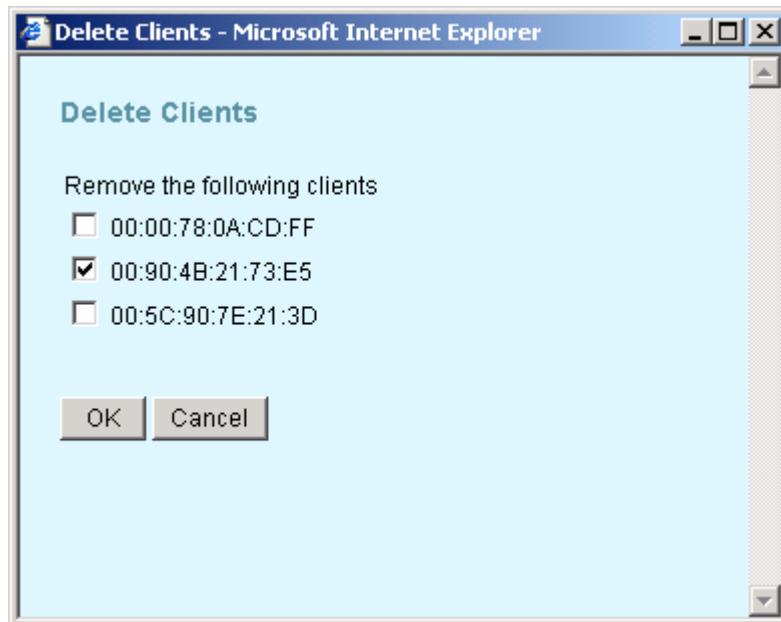 Delete Clients - Microsoft Internet Explorer
Delete Clients
Remove the following clients
00:00:78:0A:CD:FF
00:90:4B:21:73:E5
00:5C:90:7E:21:3D
OK Cancel